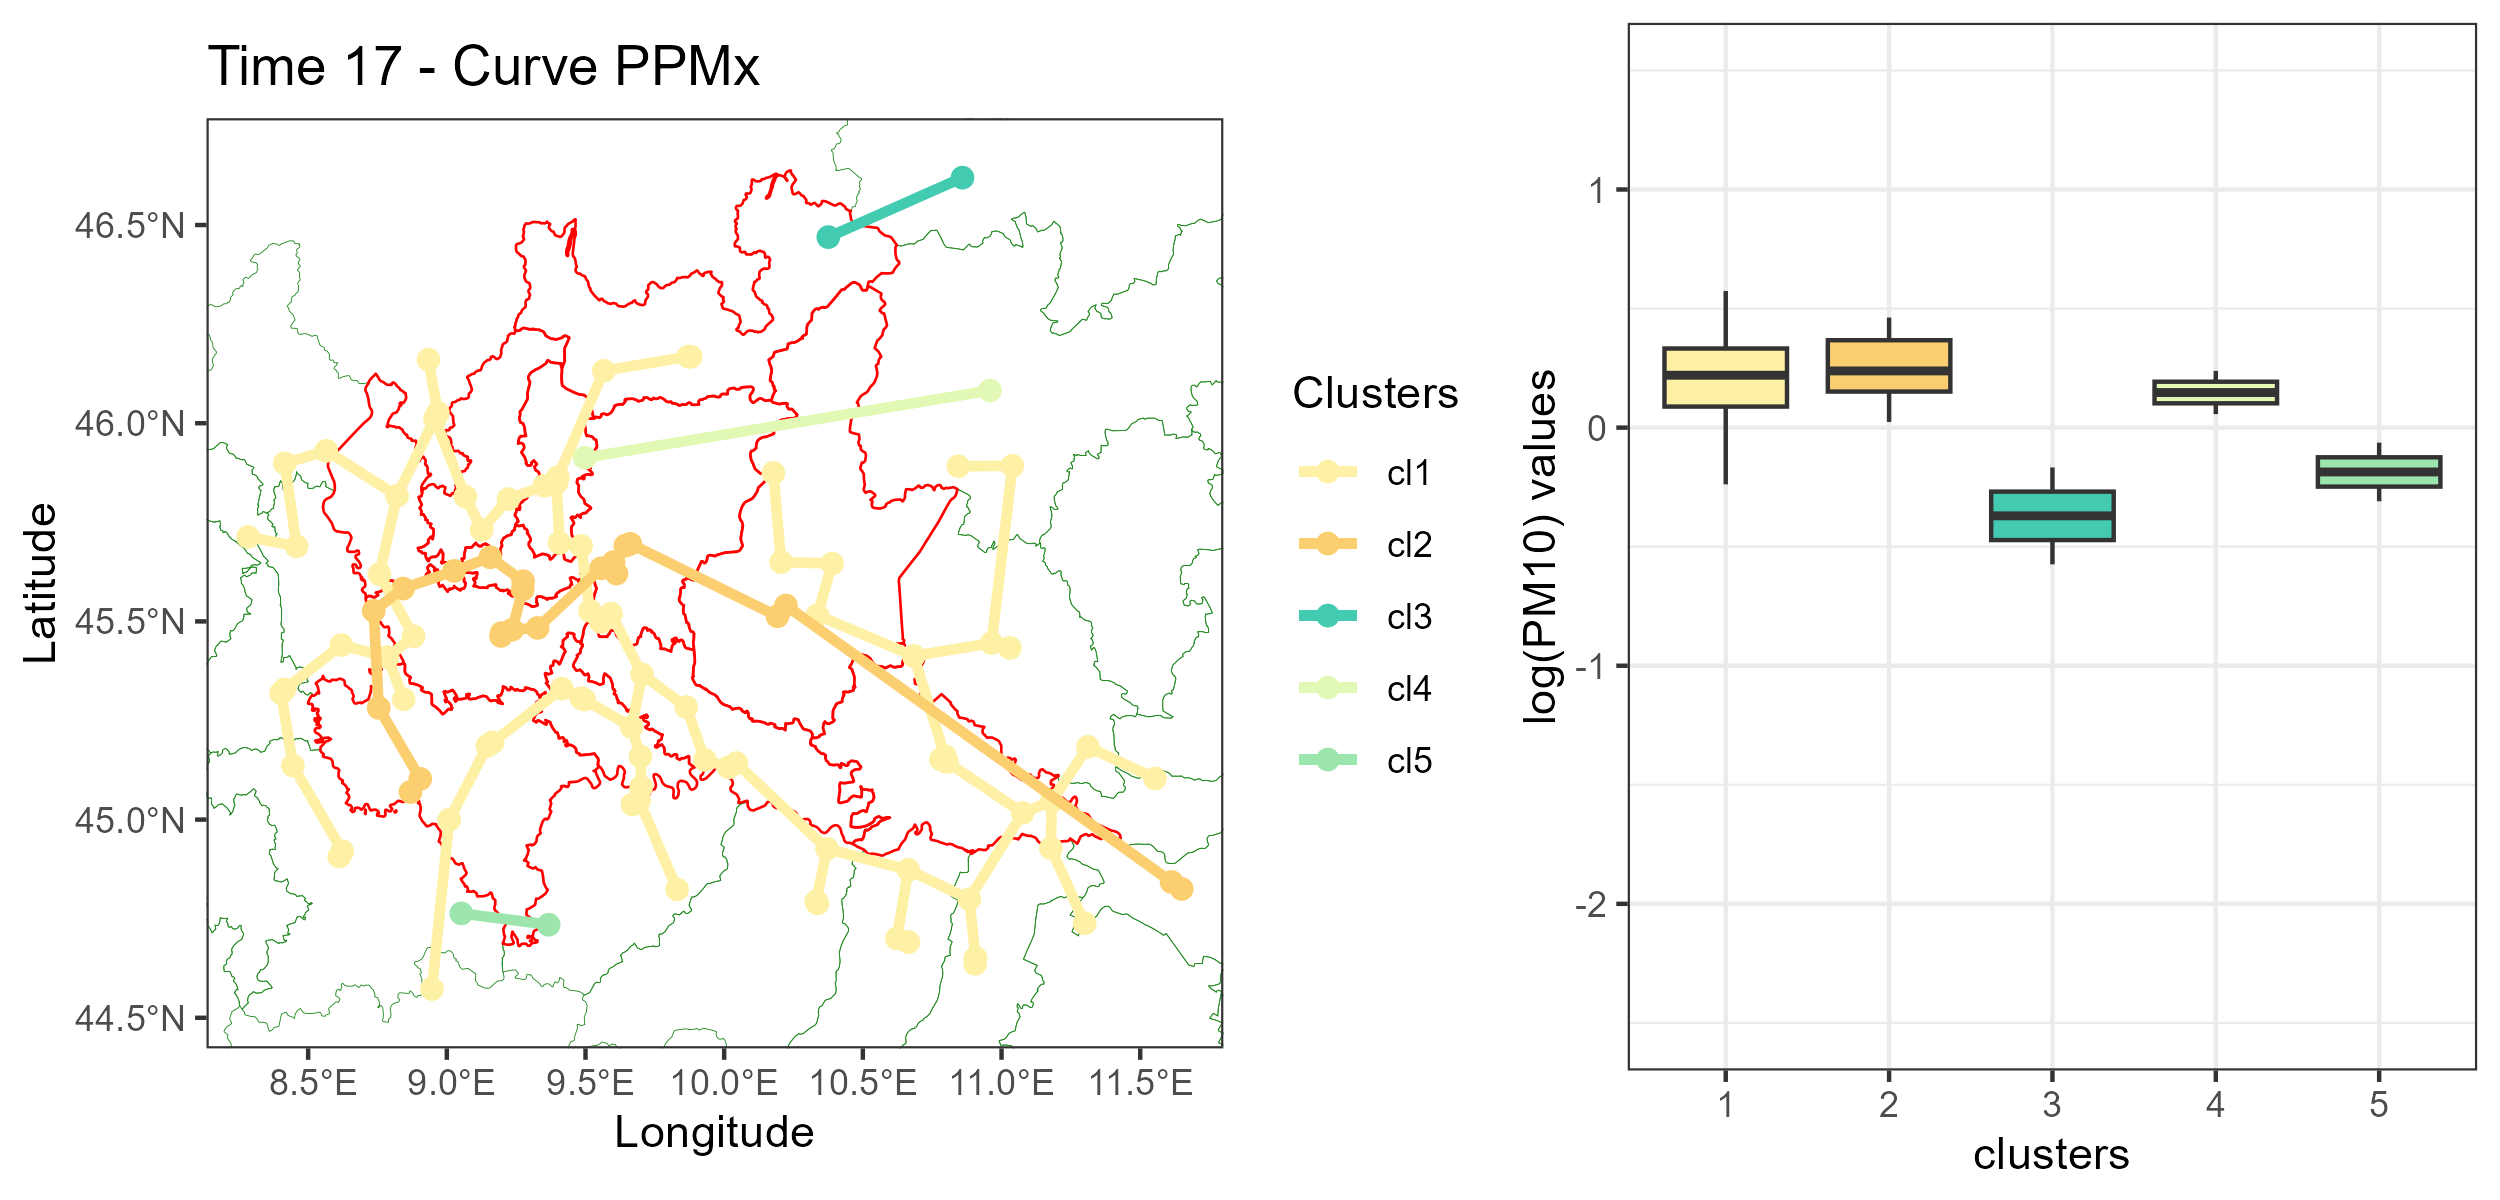 Time 17 - Curve PPMx
46.5°N
46.0°N
45.5°N
45.0°N
44.5°N
Latitude
8.5°E
9.0°E
9.5°E
10.0°E
10.5°E
11.0°E
11.5°E
Longitude
Clusters
cl1
cl2
cl3
cl4
cl5
log(PM10) values
1
0
-1
-2
1
2
3
4
5
clusters